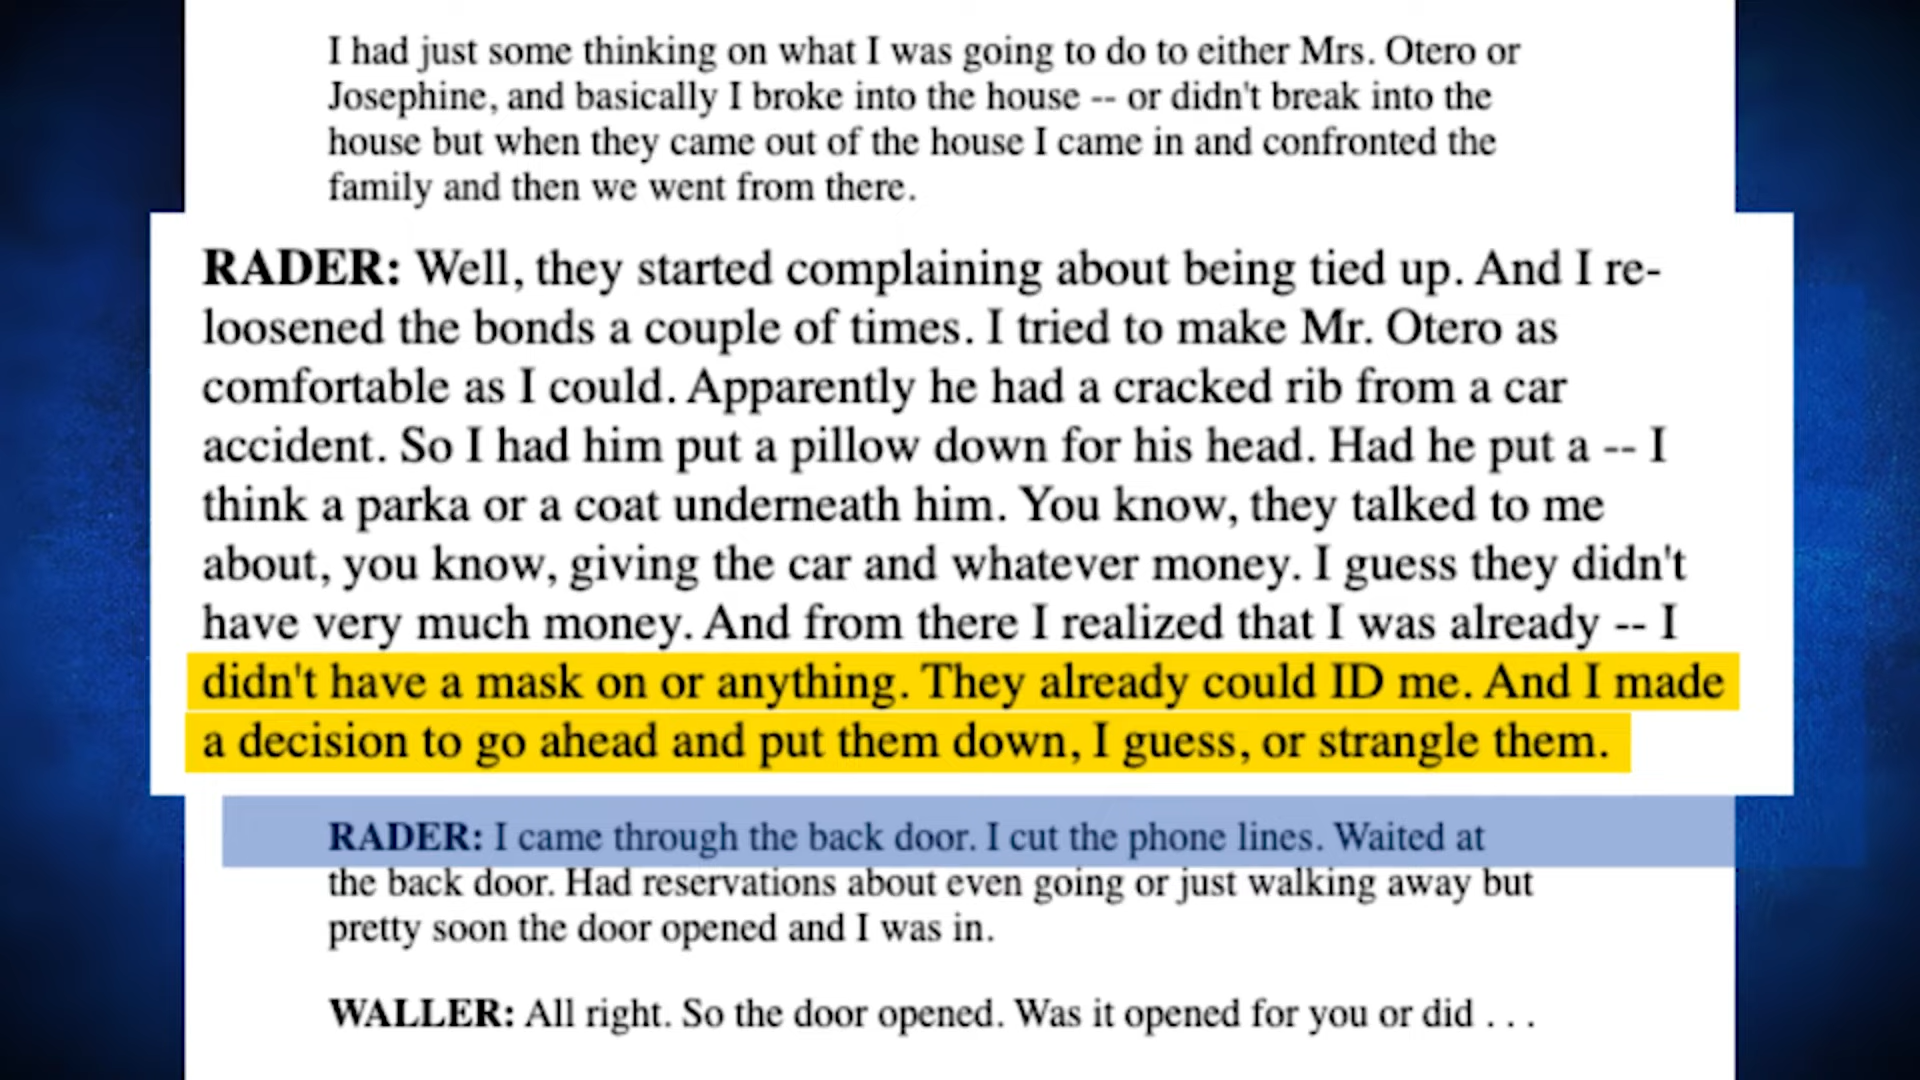 I had just some thinking on what I was going to do to either Mrs. Otero or
Josephine, and basically I broke into the house -- or didn't break into the
house but when they came out of the house I came in and confronted the
family and then we went from there.
RADER: Well, they started complaining about being tied up. And I re-
loosened the bonds a couple of times. I tried to make Mr. Otero as
comfortable as I could. Apparently he had a cracked rib from a car
accident. So I had him put a pillow down for his head. Had he put a -- I
think a parka or a coat underneath him. You know, they talked to me
about, you know, giving the car and whatever money. I guess they didn't
have very much money. And from there I realized that I was already -- I
didn't have a mask on or anything. They already could ID me. And I made
a decision to go ahead and put them down, I guess, or strangle them.
RADER: I came through the back door. I cut the phone lines. Waited at
the back door. Had reservations about even going or just walking away but
pretty soon the door opened and I was in.
WALLER: All right. So the door opened. Was it opened for you or did . . .